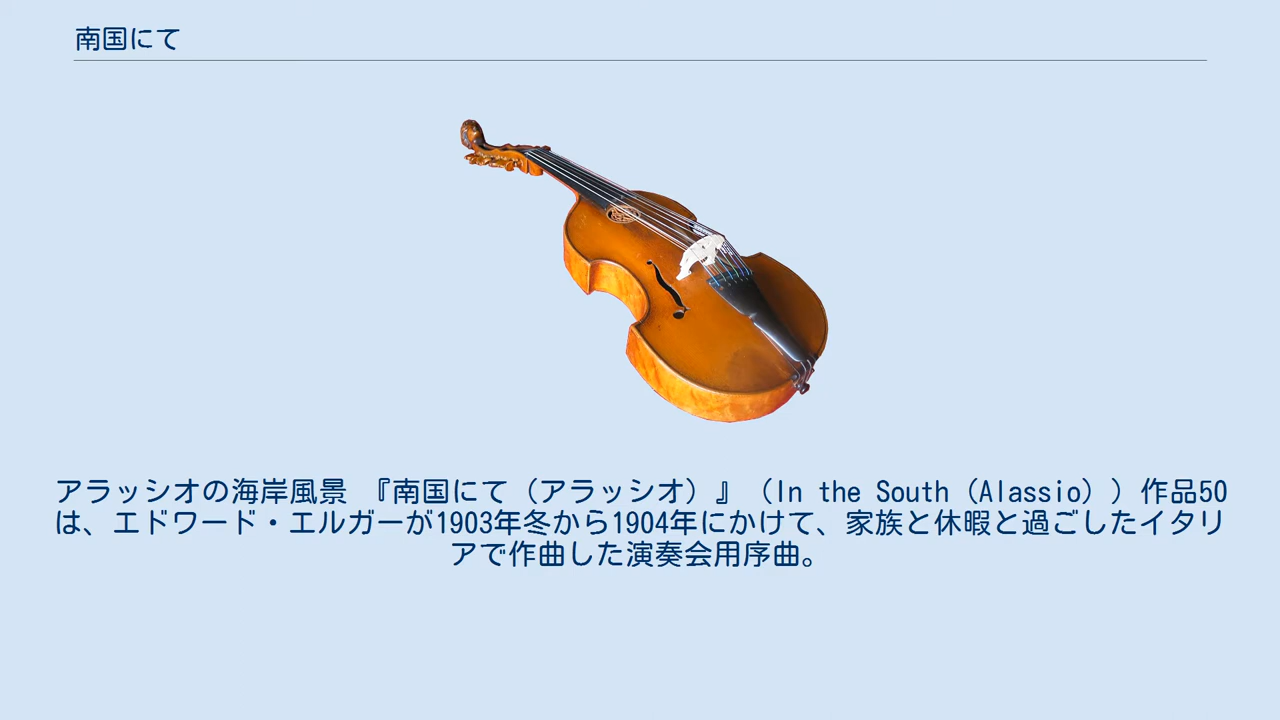 南国にて
アラッシオの海岸風景　『南国にて（アラッシオ）』（In the South（Alassio））作品50
は、エドワード・エルガーが1903年冬から1904年にかけて、家族と休暇と過ごしたイタリ
アで作曲した演奏会用序曲。